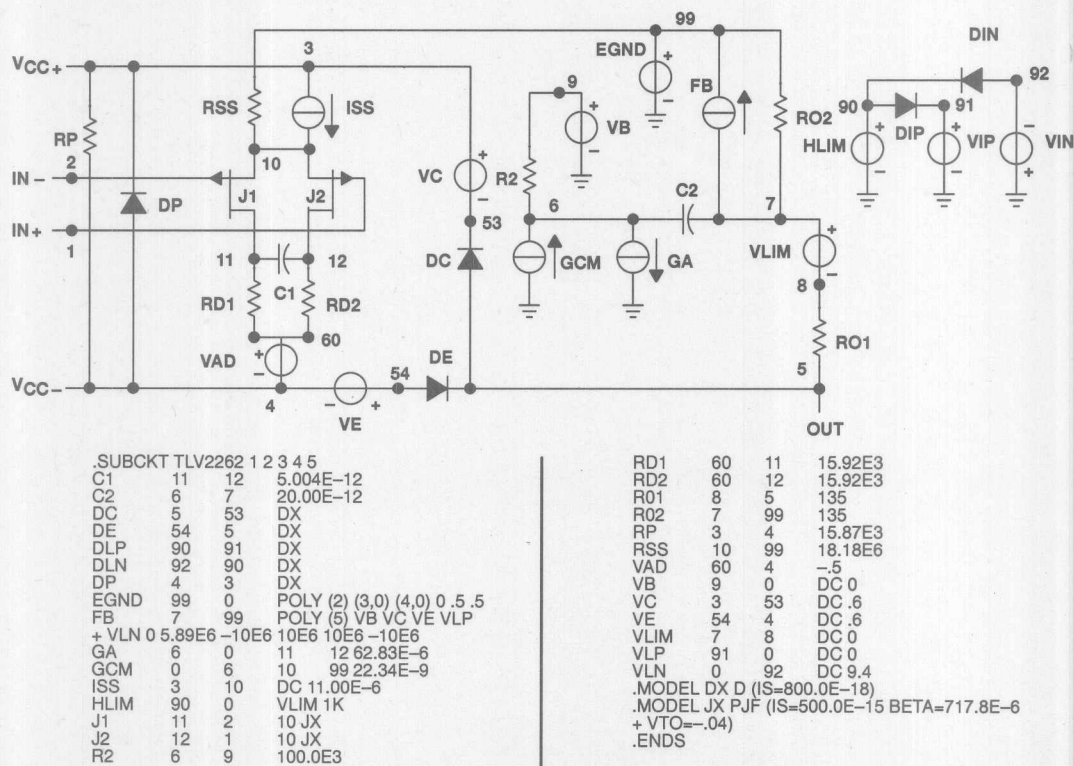 99
DIN
3
EGND
VCC+
9
FB
92
RSS
ISS
90
91
RO2
RP
VB
2
10
HLIM
DIP
VIP
VIN
IN−
VC
R2
J1
J2
C2
DP
6
7
IN+
53
1
11
12
DC
GCM
GA
VLIM
C1
8
RD1
RD2
60
VAD
DE
RO1
VCC−
54
5
4
VE
OUT
.SUBCKT TLV2262 1 2 3 4 5
C1 11 12 5.004E−12
C2 6 7 20.00E−12
DC 5 53 DX
DE 54 5 DX
DLP 90 91 DX
DLN 92 90 DX
DP 4 3 DX
EGND 99 0 POLY (2) (3,0) (4,0) 0 .5 .5
FB 7 99 POLY (5) VB VC VE VLP
+ VLN 0 5.89E6 −10E6 10E6 10E6 −10E6
GA 6 0 11 12 62.83E−6
GCM 0 6 10 99 22.34E−9
ISS 3 10 DC 11.00E−6
HLIM 90 0 VLIM 1K
J1 11 2 10 JX
J2 12 1 10 JX
R2 6 9 100.0E3
RD1 60 11 15.92E3
RD2 60 12 15.92E3
R01 8 5 135
R02 7 99 135
RP 3 4 15.87E3
RSS 10 99 18.18E6
VAD 60 4 −.5
VB 9 0 DC 0
VC 3 53 DC .6
VE 54 4 DC .6
VLIM 7 8 DC 0
VLP 91 0 DC 0
VLN 0 92 DC 9.4
.MODEL DX D (IS=800.0E−18)
.MODEL JX PJF (IS=500.0E−15 BETA=717.8E−6
+ VTO=−.04)
.ENDS